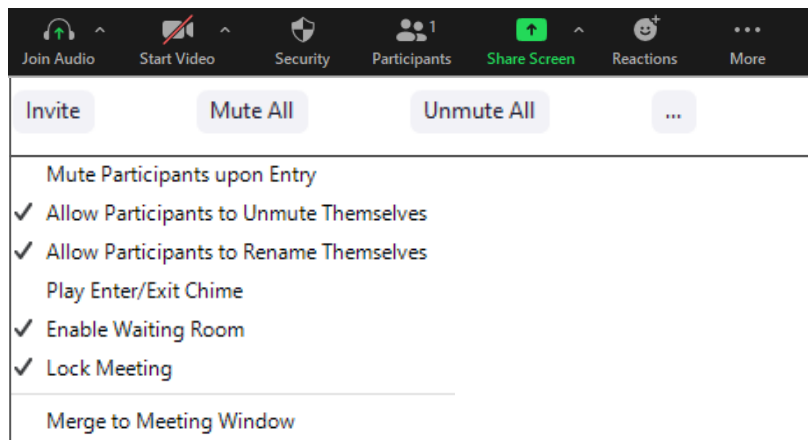 1
Join Audio Start Video Security Participants Share Screen Reactions More
Invite Mute All Unmute All ...
Mute Participants upon Entry
✓ Allow Participants to Unmute Themselves
✓ Allow Participants to Rename Themselves
Play Enter/Exit Chime
✓ Enable Waiting Room
✓ Lock Meeting
Merge to Meeting Window